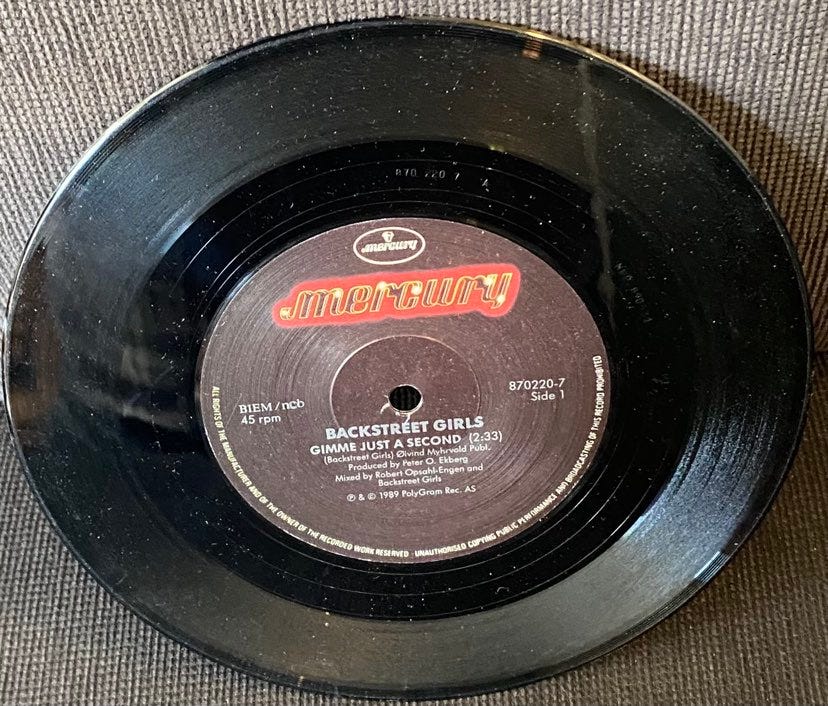 870 220 7 A
mercury
mercury
BIEM/ncb
45 rpm
870220-7
Side 1
BACKSTREET GIRLS
GIMME JUST A SECOND (2:33)
(Backstreet Girls) Øivind Myhrvold Publ.
Produced by Peter O. Ekberg
Mixed by Robert Opsahl-Engen and
Backstreet Girls
℗ & © 1989 PolyGram Rec. AS
ALL RIGHTS OF THE MANUFACTURER AND OF THE OWNER OF THE RECORDED WORK RESERVED · UNAUTHORISED COPYING PUBLIC PERFORMANCE AND BROADCASTING OF THIS RECORD PROHIBITED